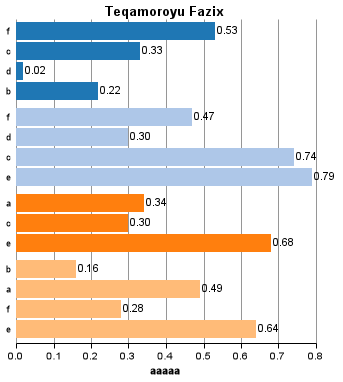 Teqamoroyu Fazix
f 0.53
c 0.33
d 0.02
b 0.22
f 0.47
d 0.30
c 0.74
e 0.79
a 0.34
c 0.30
e 0.68
b 0.16
a 0.49
f 0.28
e 0.64
0.0 0.1 0.2 0.3 0.4 0.5 0.6 0.7 0.8
aaaaa